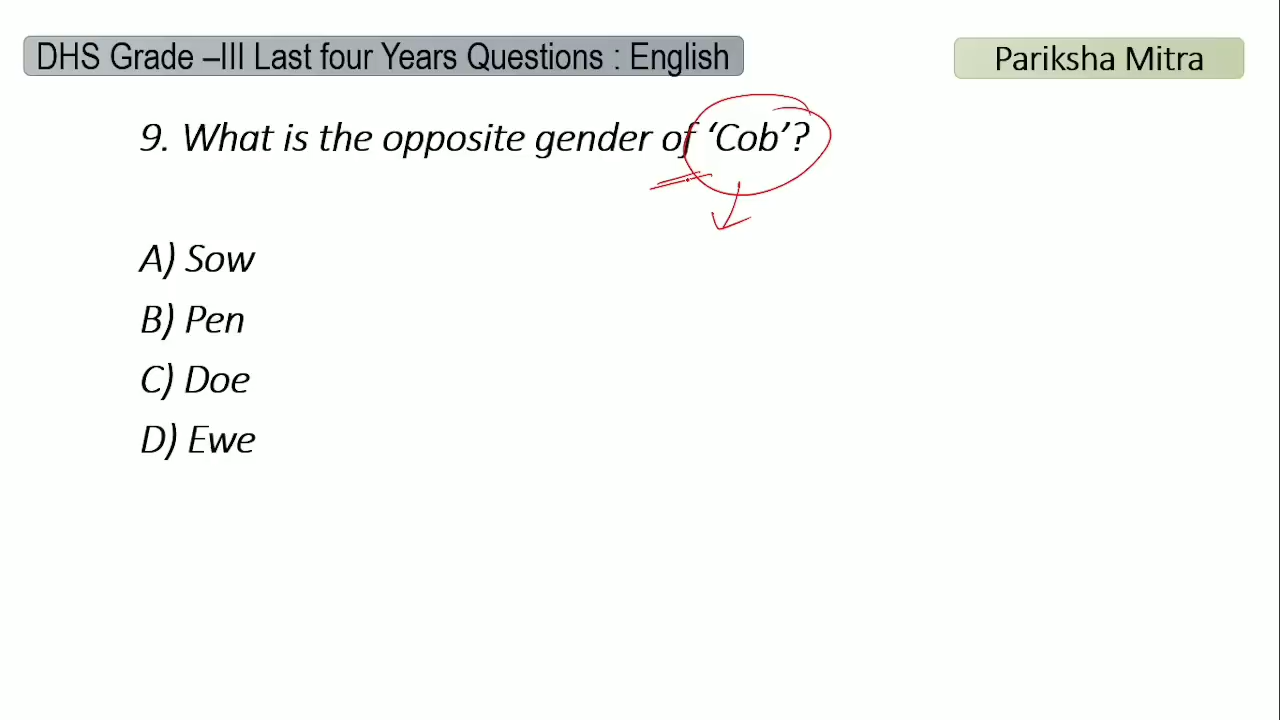 DHS Grade –III Last four Years Questions : English
Pariksha Mitra
9. What is the opposite gender of ‘Cob’?
A) Sow
B) Pen
C) Doe
D) Ewe